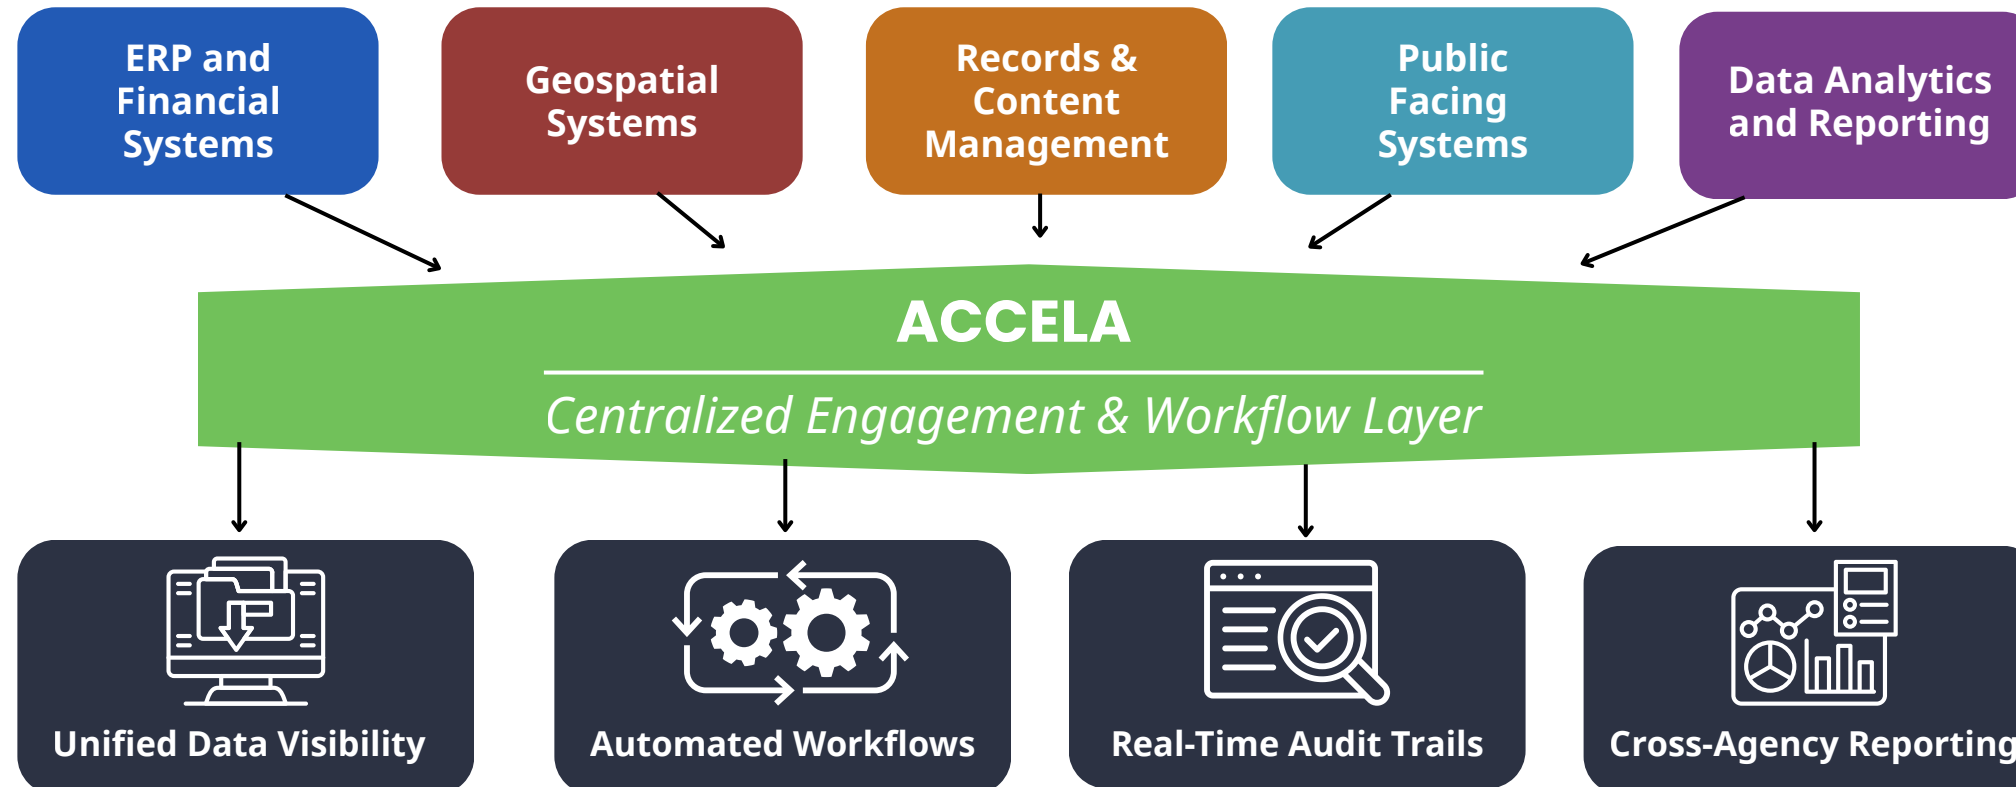 ERP and
Financial
Systems
Geospatial
Systems
Records &
Content
Management
Public
Facing
Systems
Data Analytics
and Reporting
ACCELA
Centralized Engagement & Workflow Layer
Unified Data Visibility
Automated Workflows
Real-Time Audit Trails
Cross-Agency Reporting